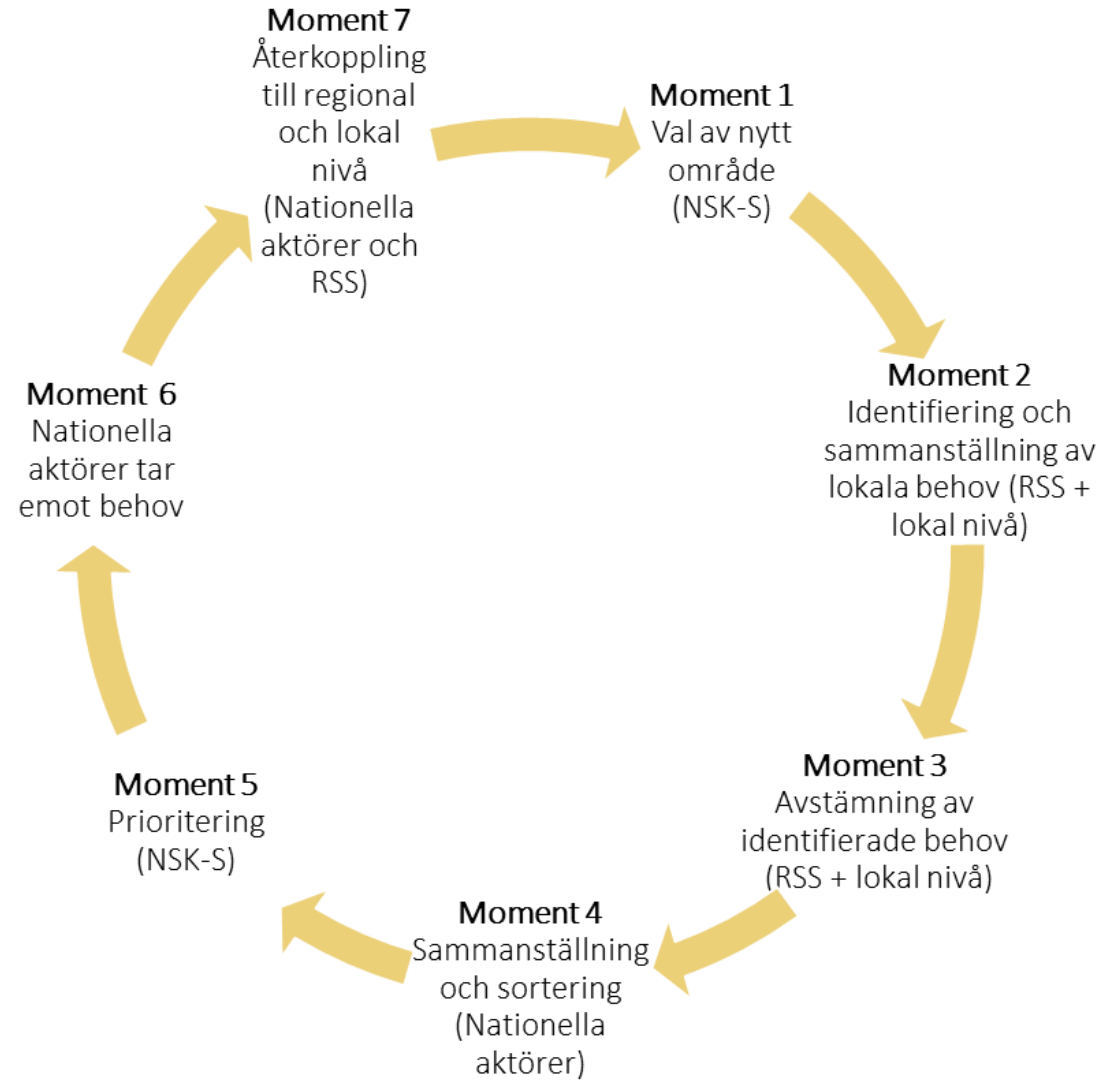 Moment 7
Återkoppling
till regional
och lokal
nivå
(Nationella
aktörer och
RSS)
Moment 1
Val av nytt
område
(NSK-S)
Moment 2
Identifiering och
sammanställning av
lokala behov (RSS +
lokal nivå)
Moment 3
Avstämning av
identifierade behov
(RSS + lokal nivå)
Moment 4
Sammanställning
och sortering
(Nationella
aktörer)
Moment 5
Prioritering
(NSK-S)
Moment 6
Nationella
aktörer tar
emot behov